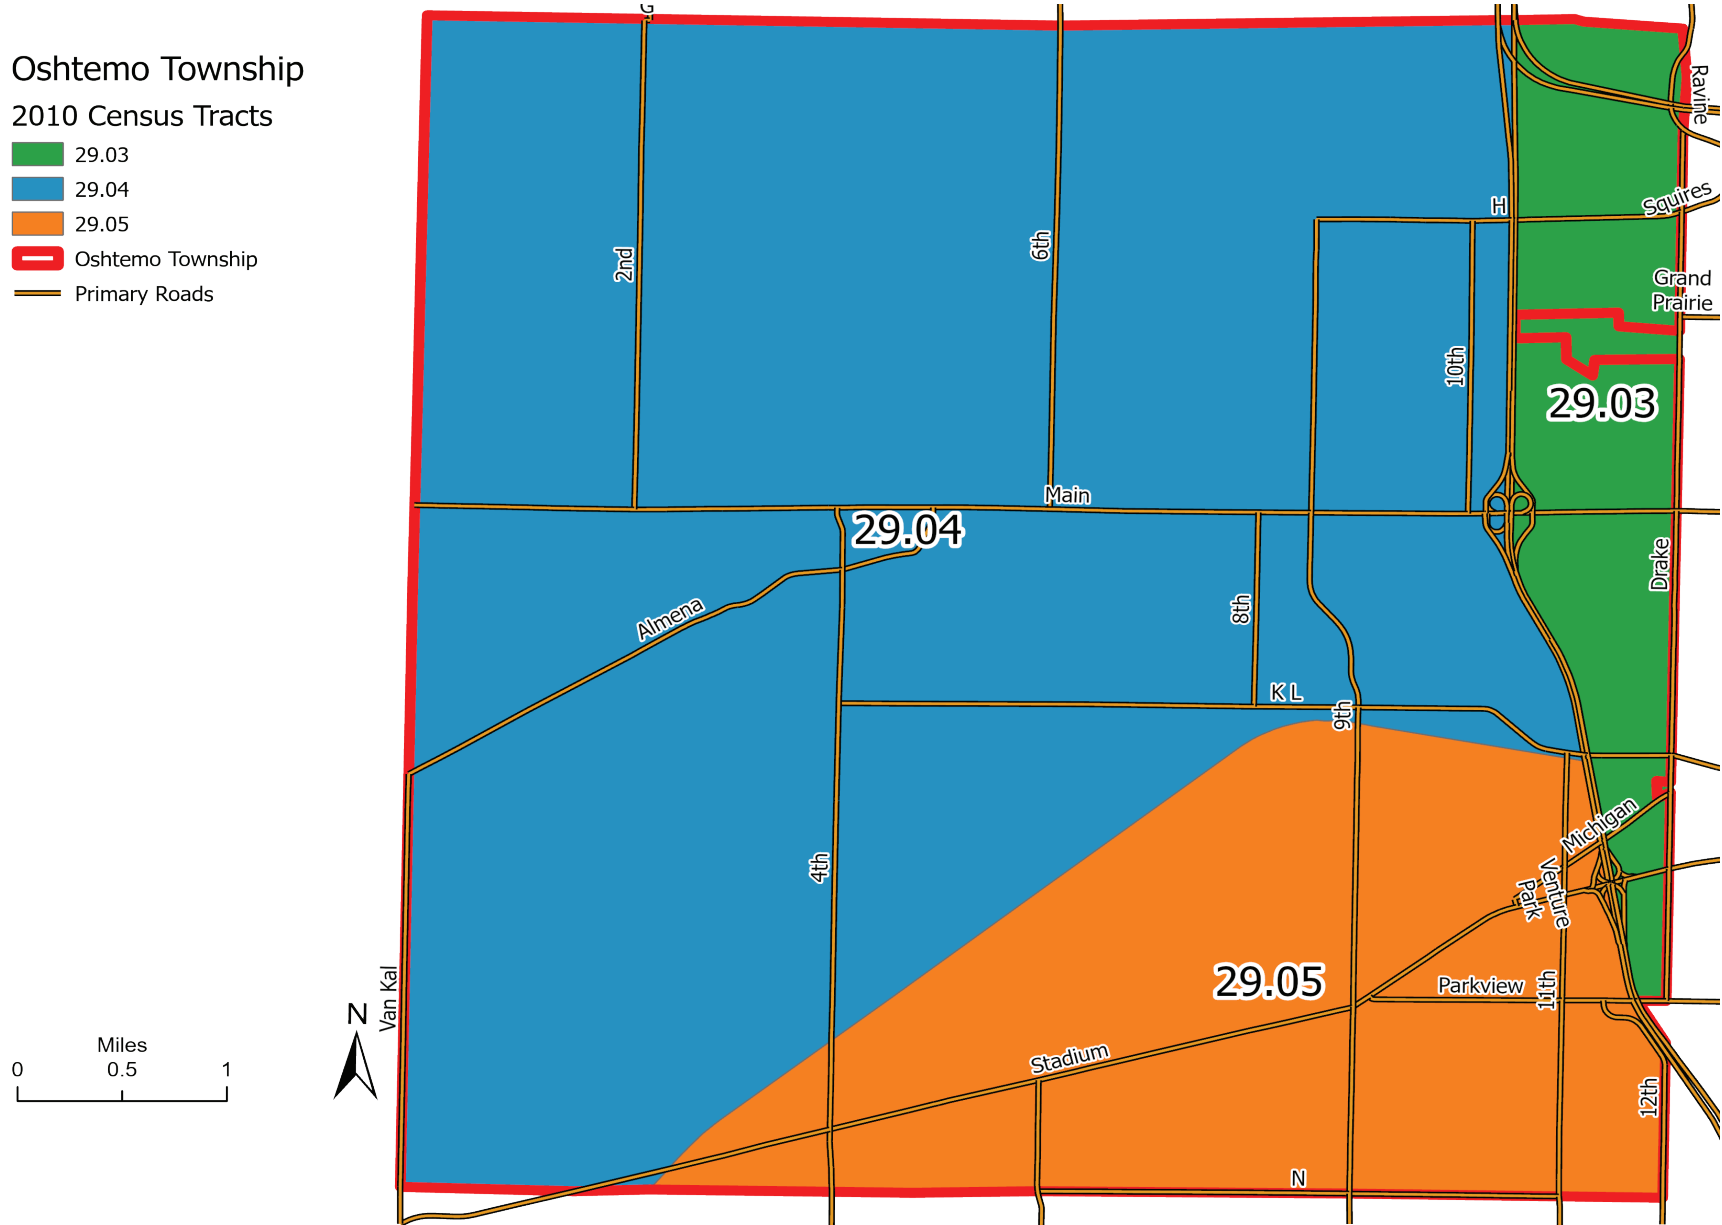 Oshtemo Township
2010 Census Tracts
29.03
29.04
29.05
Oshtemo Township
Primary Roads
G
Ravine
Squires
H
2nd
6th
Grand
Prairie
10th
29.03
Main
29.04
Drake
8th
Almena
K L
9th
Michigan
4th
Venture
Park
29.05
Parkview
11th
Van Kal
N
Stadium
12th
N
Miles
0 0.5 1